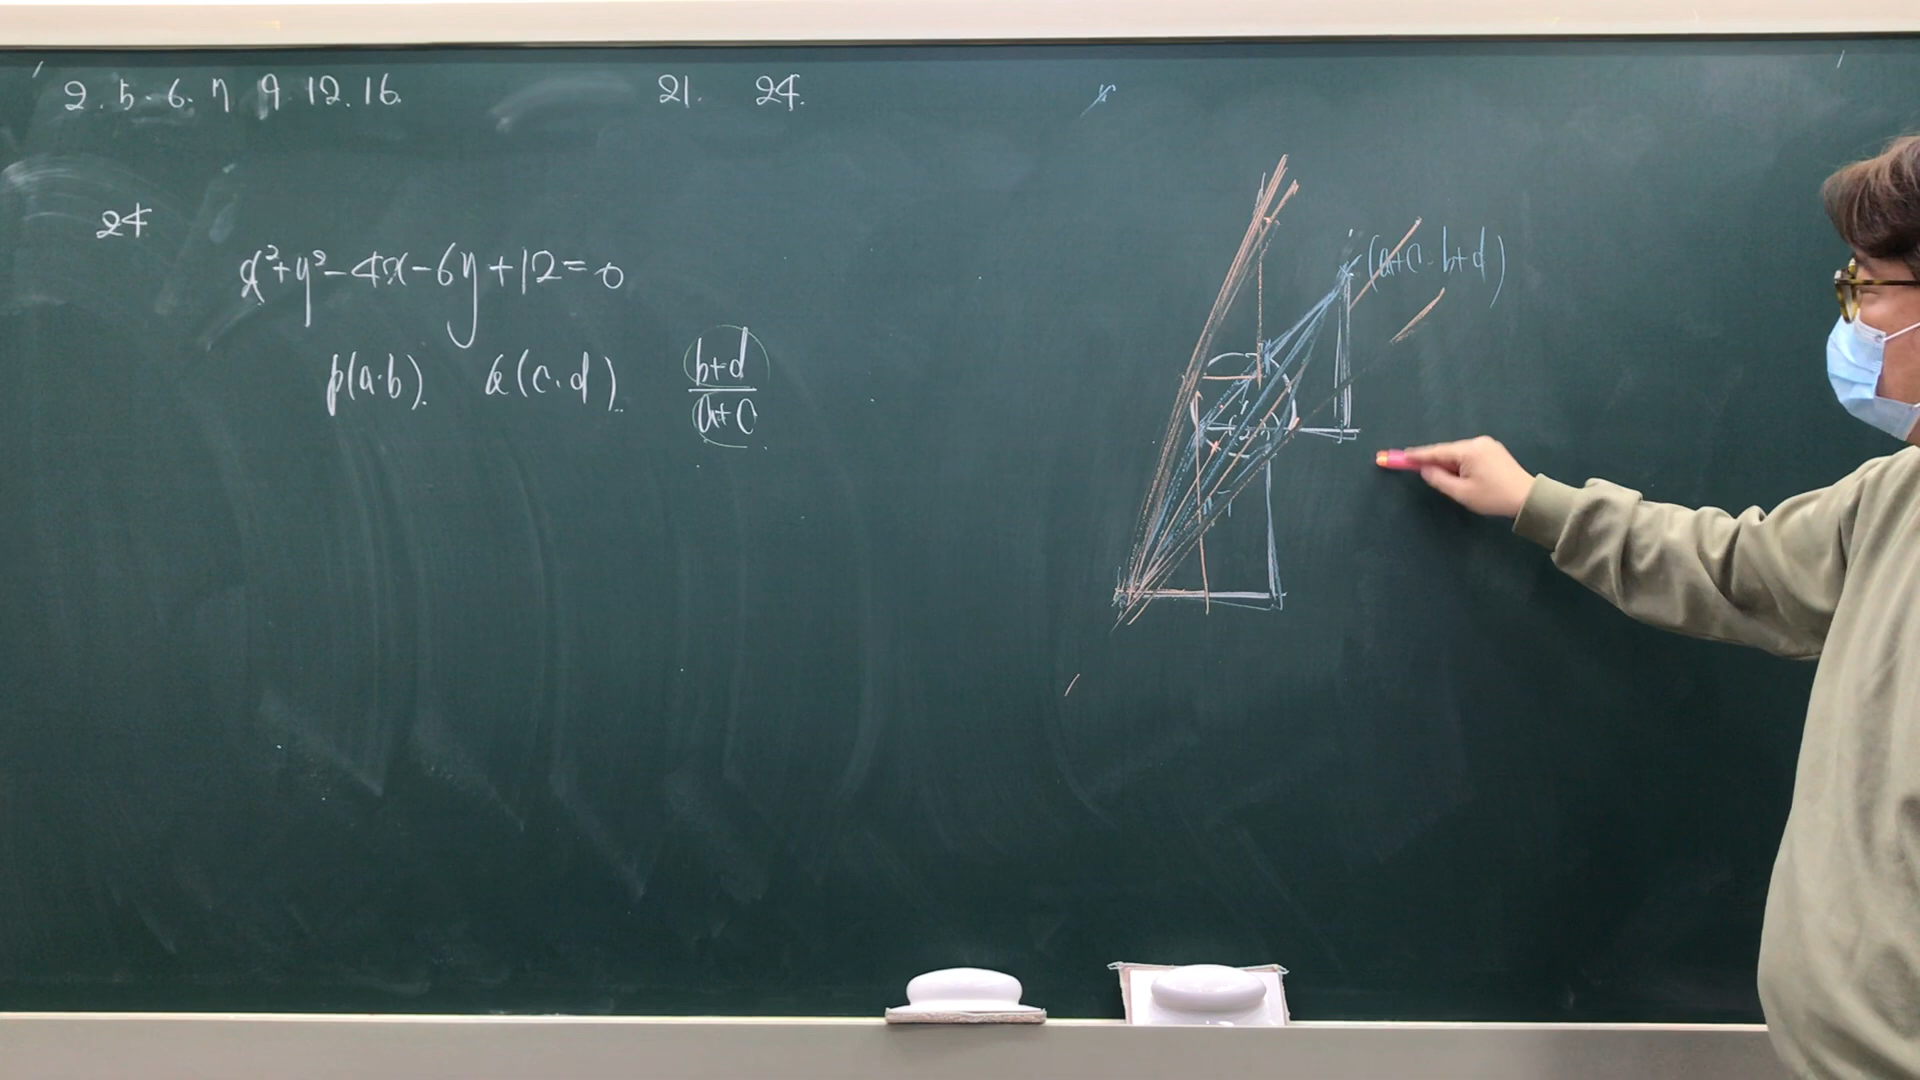 2. 5. 6. 7 9 12. 16. 21. 24.
24
x²+y²-4x-6y+12=0
P(a.b). Q(c.d). b+d
a+c
(a+c. b+d)